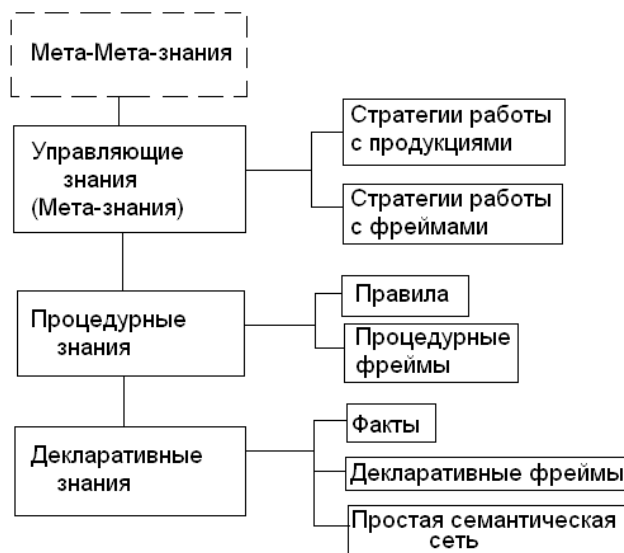 Мета-Мета-знания
Управляющие
знания
(Мета-знания)
Стратегии работы
с продукциями
Стратегии работы
с фреймами
Процедурные
знания
Правила
Процедурные
фреймы
Декларативные
знания
Факты
Декларативные фреймы
Простая семантическая
сеть